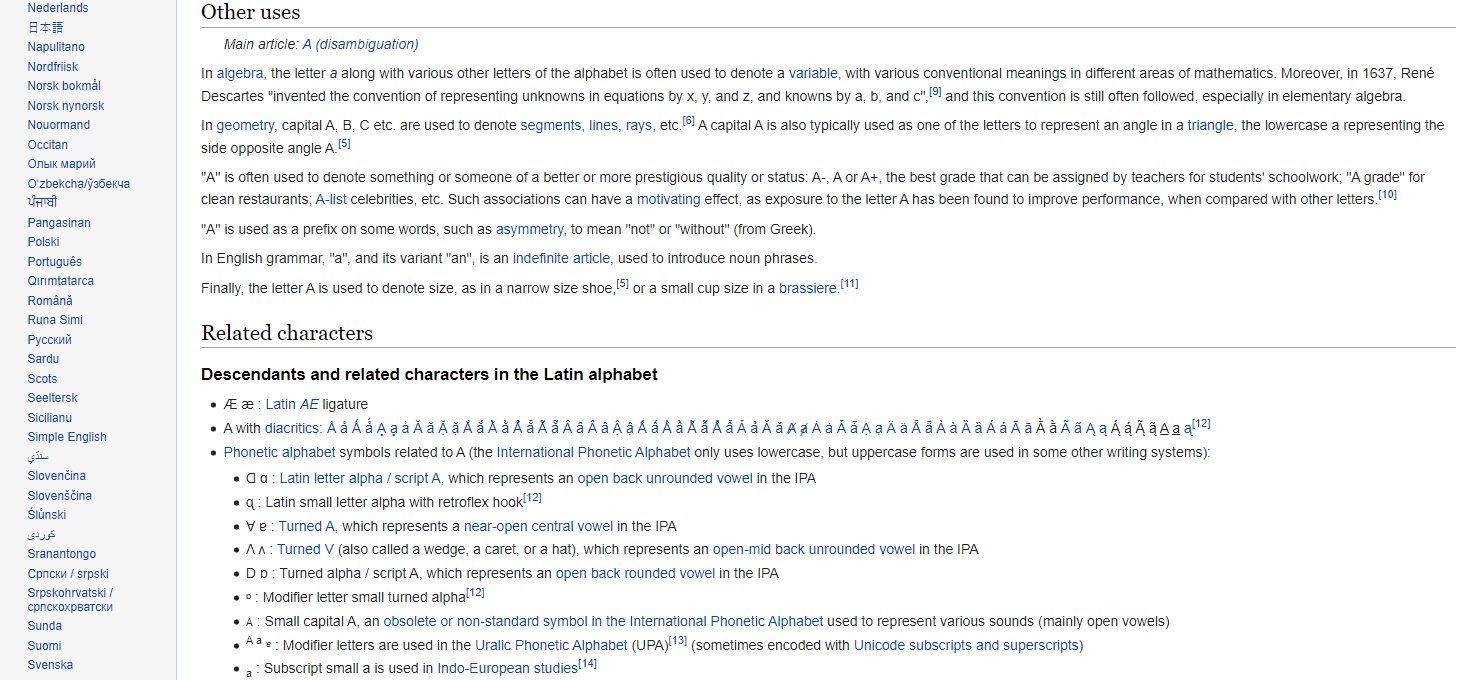 Nederlands
日本語
Napulitano
Nordfriisk
Norsk bokmål
Norsk nynorsk
Nouormand
Occitan
Олык марий
Oʻzbekcha/ўзбекча
ਪੰਜਾਬੀ
Pangasinan
Polski
Português
Qırımtatarca
Română
Runa Simi
Русский
Sardu
Scots
Seeltersk
Sicilianu
Simple English
سنڌي
Slovenčina
Slovenščina
Ślůnski
کوردی
Sranantongo
Српски / srpski
Srpskohrvatski /
српскохрватски
Sunda
Suomi
Svenska
Other uses
Main article: A (disambiguation)
In algebra, the letter a along with various other letters of the alphabet is often used to denote a variable, with various conventional meanings in different areas of mathematics. Moreover, in 1637, René
Descartes "invented the convention of representing unknowns in equations by x, y, and z, and knowns by a, b, and c",[9] and this convention is still often followed, especially in elementary algebra.
In geometry, capital A, B, C etc. are used to denote segments, lines, rays, etc.[6] A capital A is also typically used as one of the letters to represent an angle in a triangle, the lowercase a representing the
side opposite angle A.[5]
"A" is often used to denote something or someone of a better or more prestigious quality or status: A-, A or A+, the best grade that can be assigned by teachers for students' schoolwork; "A grade" for
clean restaurants; A-list celebrities, etc. Such associations can have a motivating effect, as exposure to the letter A has been found to improve performance, when compared with other letters.[10]
"A" is used as a prefix on some words, such as asymmetry, to mean "not" or "without" (from Greek).
In English grammar, "a", and its variant "an", is an indefinite article, used to introduce noun phrases.
Finally, the letter A is used to denote size, as in a narrow size shoe,[5] or a small cup size in a brassiere.[11]
Related characters
Descendants and related characters in the Latin alphabet
• Æ æ : Latin AE ligature
• A with diacritics: [12]
• Phonetic alphabet symbols related to A (the International Phonetic Alphabet only uses lowercase, but uppercase forms are used in some other writing systems):
• Ɑ ɑ : Latin letter alpha / script A, which represents an open back unrounded vowel in the IPA
• ᶐ : Latin small letter alpha with retroflex hook[12]
• Ɐ ɐ : Turned A, which represents a near-open central vowel in the IPA
• Λ ʌ : Turned V (also called a wedge, a caret, or a hat), which represents an open-mid back unrounded vowel in the IPA
• Ɒ ɒ : Turned alpha / script A, which represents an open back rounded vowel in the IPA
• ᶛ : Modifier letter small turned alpha[12]
• ᴀ : Small capital A, an obsolete or non-standard symbol in the International Phonetic Alphabet used to represent various sounds (mainly open vowels)
• ᴬ ᵃ ᵄ : Modifier letters are used in the Uralic Phonetic Alphabet (UPA)[13] (sometimes encoded with Unicode subscripts and superscripts)
• ₐ : Subscript small a is used in Indo-European studies[14]